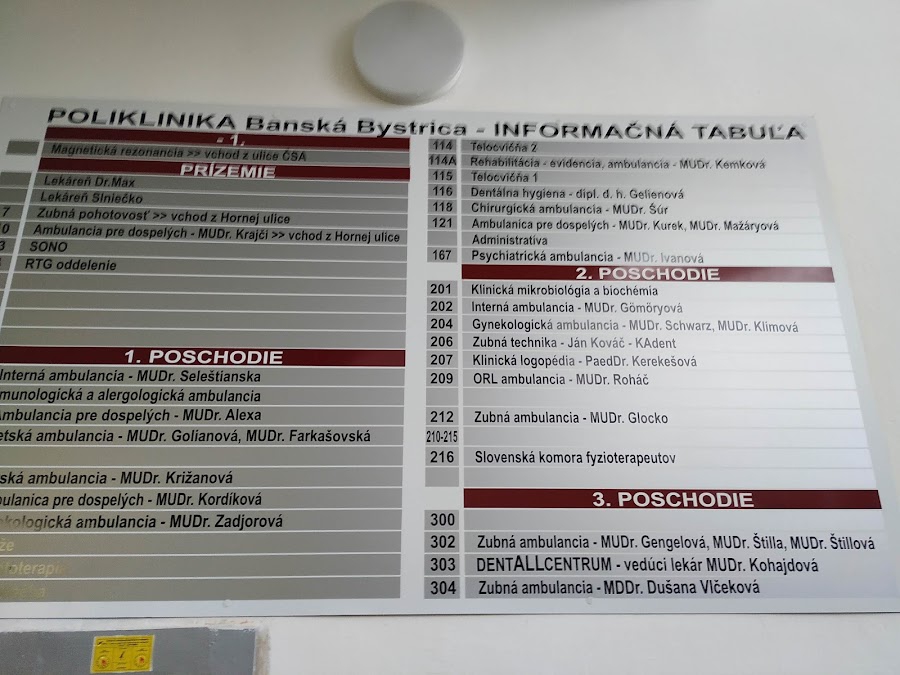 POLIKLINIKA Banská Bystrica - INFORMAČNÁ TABUĽA
- 1.
Magnetická rezonancia >> vchod z ulice ČSA
PRÍZEMIE
Lekáreň Dr.Max
Lekáreň Slniečko
7 Zubná pohotovosť >> vchod z Hornej ulice
Ambulancia pre dospelých - MUDr. Krajči >> vchod z Hornej ulice
SONO
RTG oddelenie
1. POSCHODIE
Interná ambulancia - MUDr. Seleštianska
a alergologická ambulancia
pre dospelých - MUDr. Alexa
ambulancia - MUDr. Golianová, MUDr. Farkašovská
ambulancia - MUDr. Križanová
pre dospelých - MUDr. Kordíková
ambulancia - MUDr. Zadjorová
114 Telocvičňa 2
114A Rehabilitácia - evidencia, ambulancia - MUDr. Kemková
115 Telocvičňa 1
116 Dentálna hygiena - dipl. d. h. Gelienová
118 Chirurgická ambulancia - MUDr. Šúr
121 Ambulanica pre dospelých - MUDr. Kurek, MUDr. Mažáryová
Administratíva
167 Psychiatrická ambulancia - MUDr. Ivanová
2. POSCHODIE
201 Klinická mikrobiológia a biochémia
202 Interná ambulancia - MUDr. Gömöryová
204 Gynekologická ambulancia - MUDr. Schwarz, MUDr. Klimová
206 Zubná technika - Ján Kováč - KAdent
207 Klinická logopédia - PaedDr. Kerekešová
209 ORL ambulancia - MUDr. Roháč
212 Zubná ambulancia - MUDr. Glocko
210-215
216 Slovenská komora fyzioterapeutov
3. POSCHODIE
300
302 Zubná ambulancia - MUDr. Gengelová, MUDr. Štilla, MUDr. Štillová
303 DENTALLCENTRUM - vedúci lekár MUDr. Kohajdová
304 Zubná ambulancia - MDDr. Dušana Vlčeková